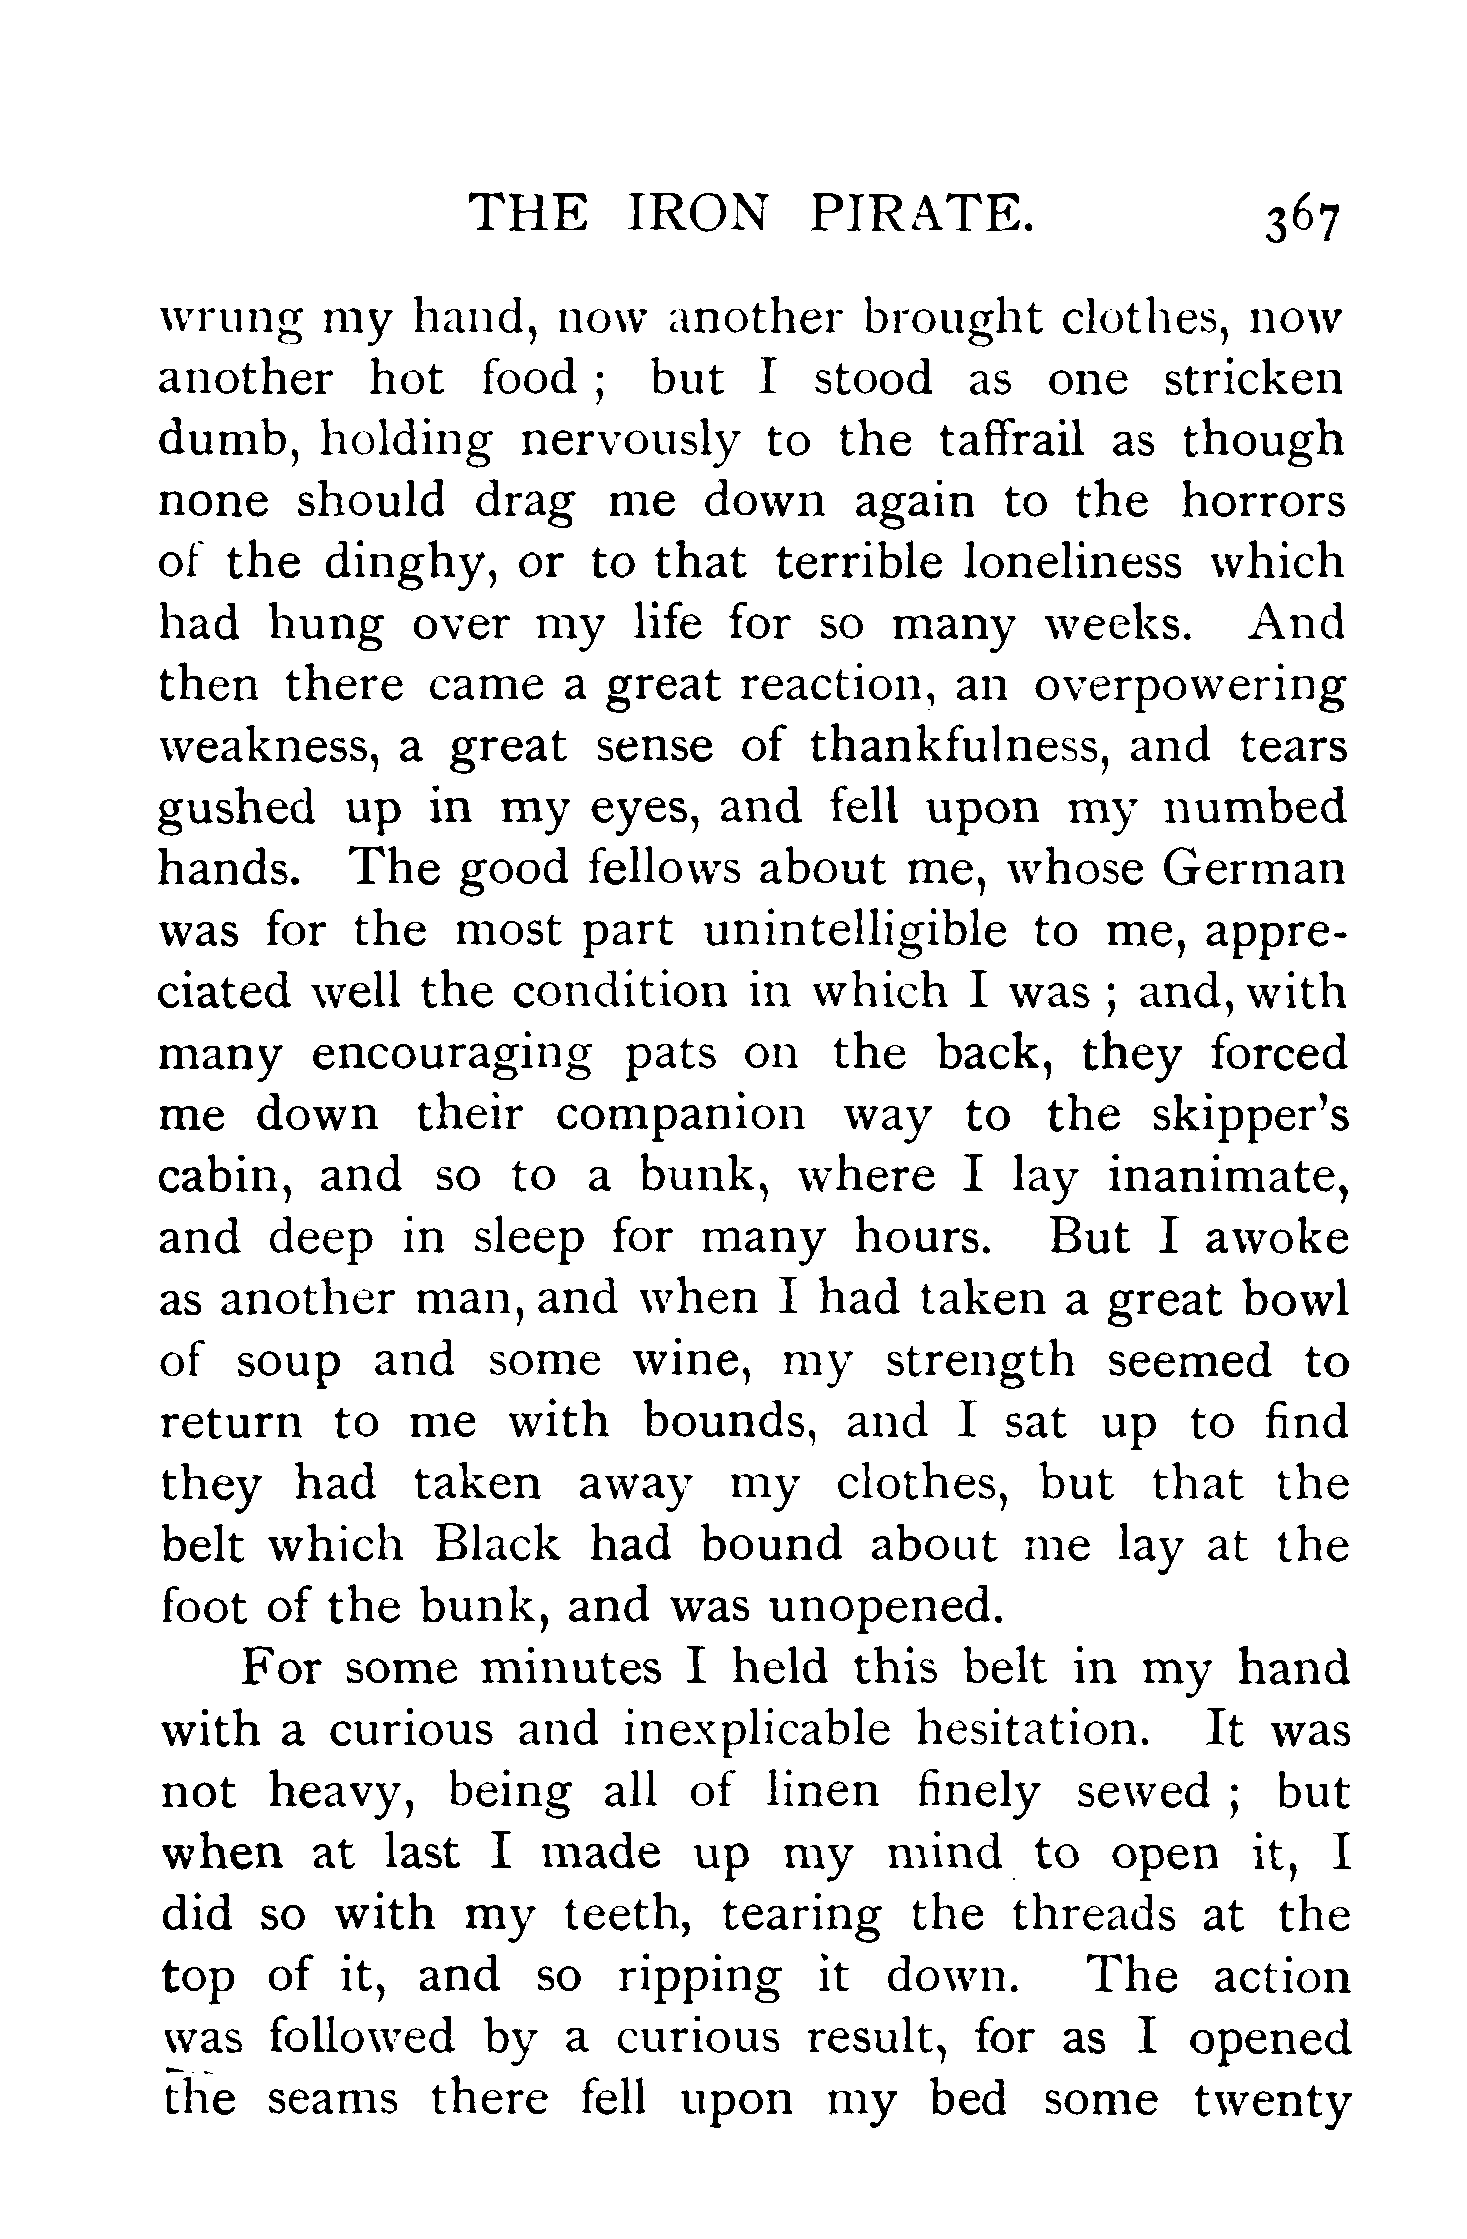 THE IRON PIRATE. 367
wrung my hand, now another brought clothes, now
another hot food ; but I stood as one stricken
dumb, holding nervously to the taffrail as though
none should drag me down again to the horrors
of the dinghy, or to that terrible loneliness which
had hung over my life for so many weeks. And
then there came a great reaction, an overpowering
weakness, a great sense of thankfulness, and tears
gushed up in my eyes, and fell upon my numbed
hands. The good fellows about me, whose German
was for the most part unintelligible to me, appre-
ciated well the condition in which I was ; and, with
many encouraging pats on the back, they forced
me down their companion way to the skipper's
cabin, and so to a bunk, where I lay inanimate,
and deep in sleep for many hours. But I awoke
as another man, and when I had taken a great bowl
of soup and some wine, my strength seemed to
return to me with bounds, and I sat up to find
they had taken away my clothes, but that the
belt which Black had bound about me lay at the
foot of the bunk, and was unopened.
For some minutes I held this belt in my hand
with a curious and inexplicable hesitation. It was
not heavy, being all of linen finely sewed ; but
when at last I made up my mind to open it, I
did so with my teeth, tearing the threads at the
top of it, and so ripping it down. The action
was followed by a curious result, for as I opened
the seams there fell upon my bed some twenty